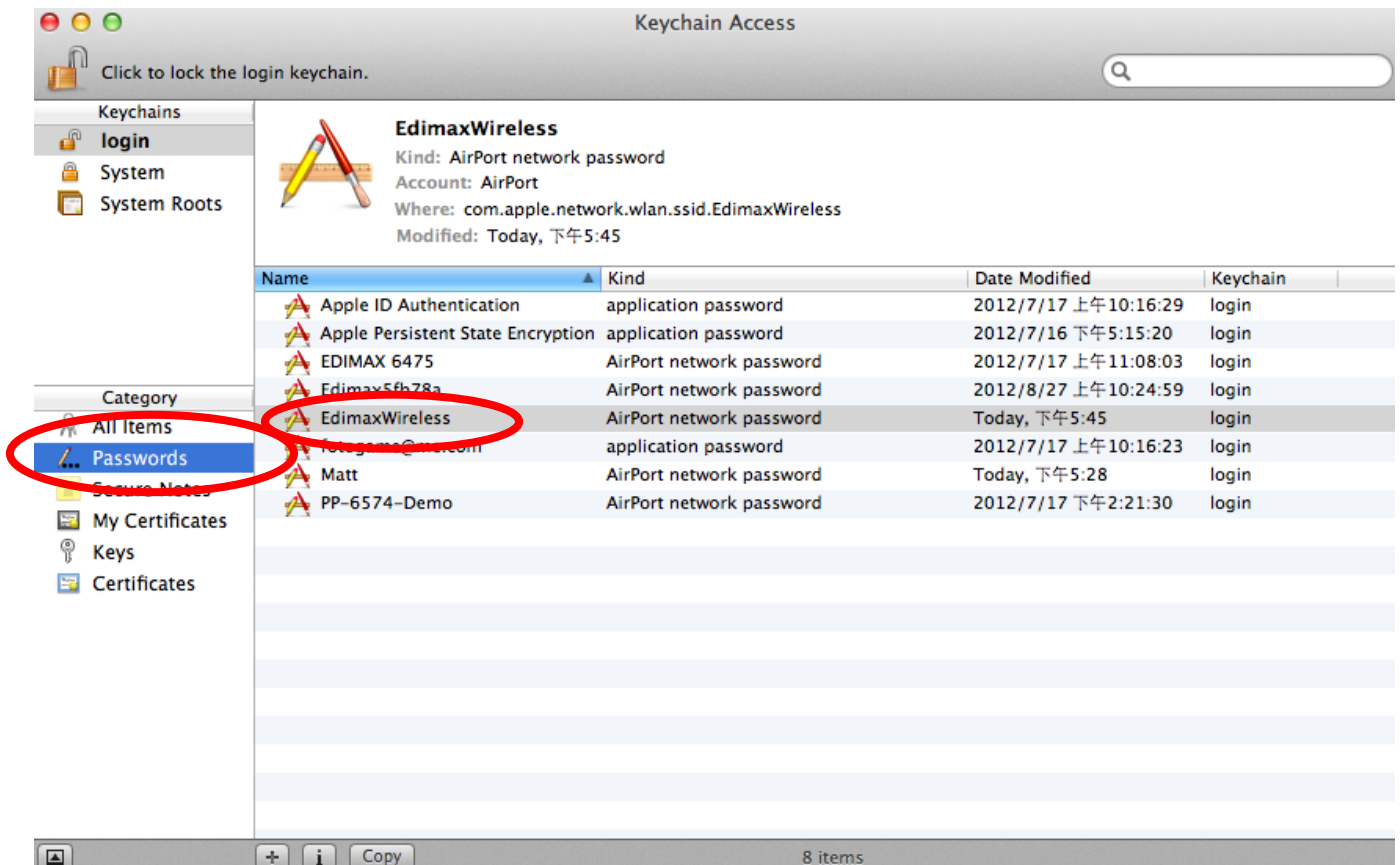 Keychain Access
Click to lock the login keychain.
Keychains
login
System
System Roots
EdimaxWireless
Kind: AirPort network password
Account: AirPort
Where: com.apple.network.wlan.ssid.EdimaxWireless
Modified: Today, 下午5:45
Name Kind Date Modified Keychain
Apple ID Authentication application password 2012/7/17 上午10:16:29 login
Apple Persistent State Encryption application password 2012/7/16 下午5:15:20 login
EDIMAX 6475 AirPort network password 2012/7/17 上午11:08:03 login
Edimax5fb78a AirPort network password 2012/8/27 上午10:24:59 login
EdimaxWireless AirPort network password Today, 下午5:45 login
application password 2012/7/17 上午10:16:23 login
Matt AirPort network password Today, 下午5:28 login
PP-6574-Demo AirPort network password 2012/7/17 下午2:21:30 login
Category
All Items
Passwords
Secure Notes
My Certificates
Keys
Certificates
Copy
8 items